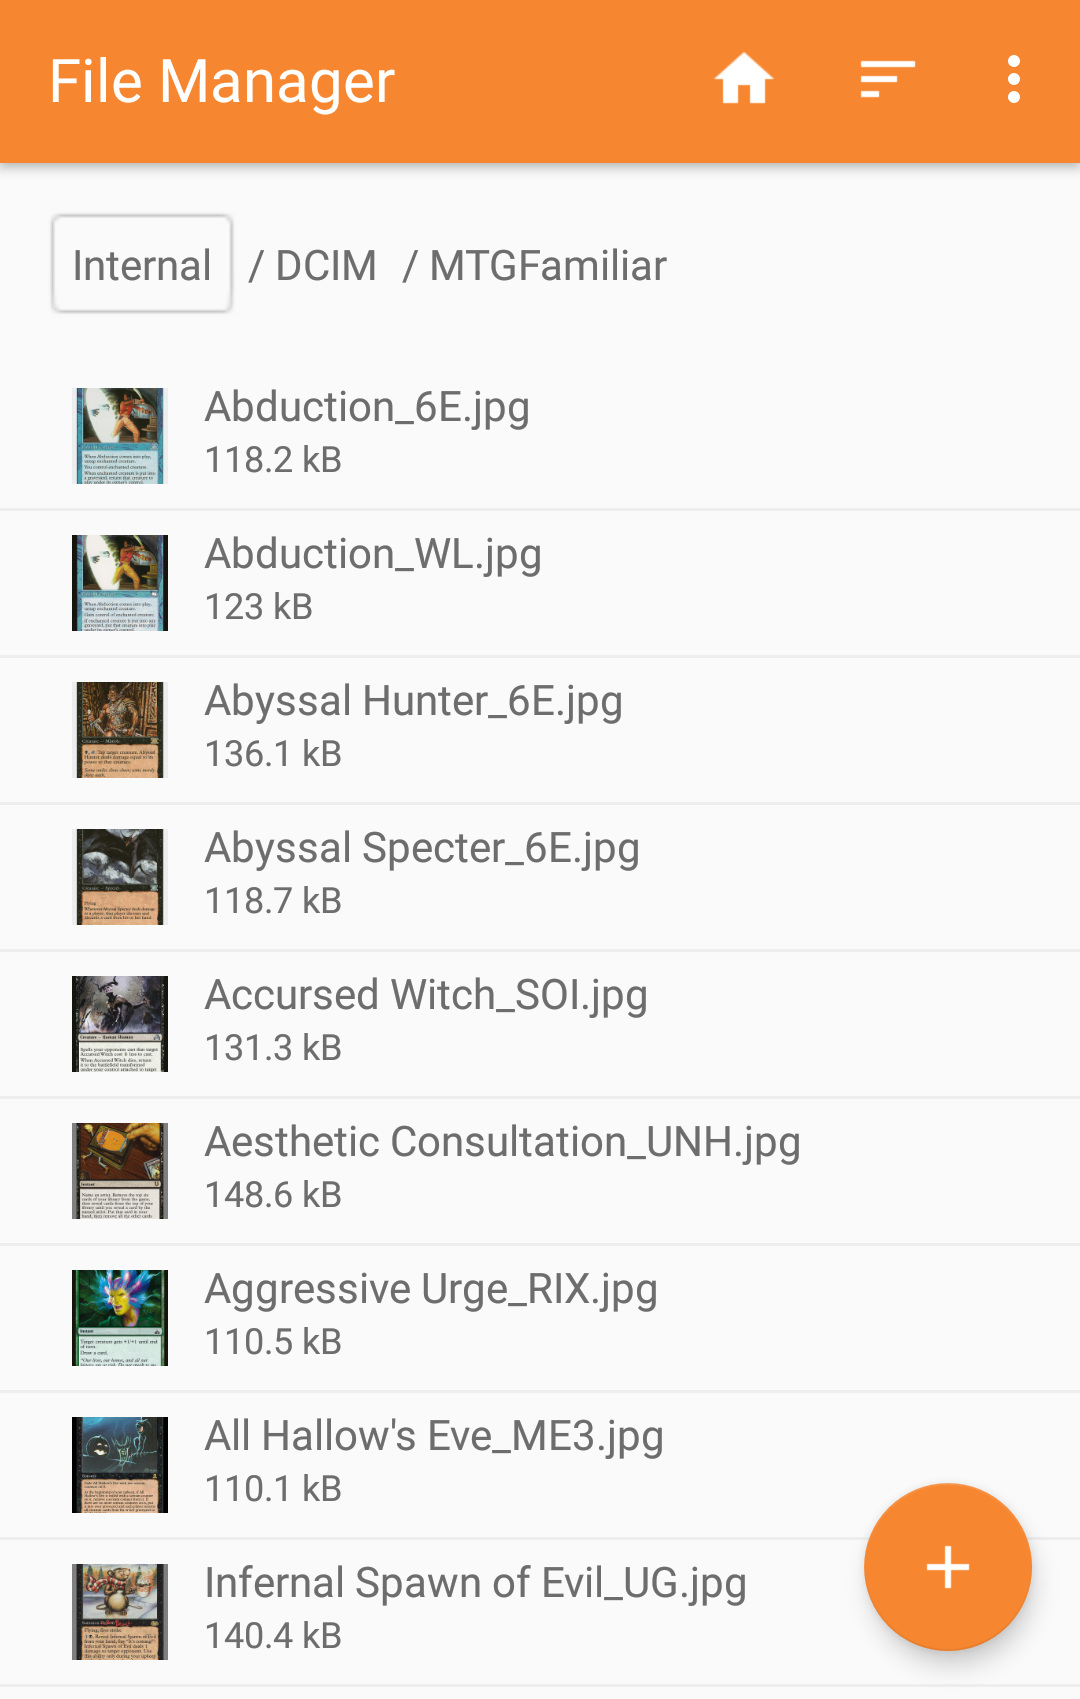 File Manager
Internal / DCIM / MTGFamiliar
Abduction_6E.jpg
118.2 kB
Abduction_WL.jpg
123 kB
Abyssal Hunter_6E.jpg
136.1 kB
Abyssal Specter_6E.jpg
118.7 kB
Accursed Witch_SOI.jpg
131.3 kB
Aesthetic Consultation_UNH.jpg
148.6 kB
Aggressive Urge_RIX.jpg
110.5 kB
All Hallow's Eve_ME3.jpg
110.1 kB
Infernal Spawn of Evil_UG.jpg
140.4 kB